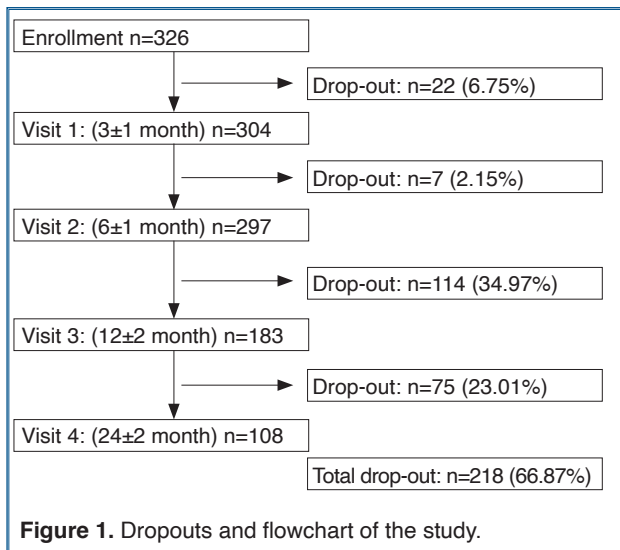 Enrollment n=326
Drop-out: n=22 (6.75%)
Visit 1: (3±1 month) n=304
Drop-out: n=7 (2.15%)
Visit 2: (6±1 month) n=297
Drop-out: n=114 (34.97%)
Visit 3: (12±2 month) n=183
Drop-out: n=75 (23.01%)
Visit 4: (24±2 month) n=108
Total drop-out: n=218 (66.87%)
Figure 1. Dropouts and flowchart of the study.